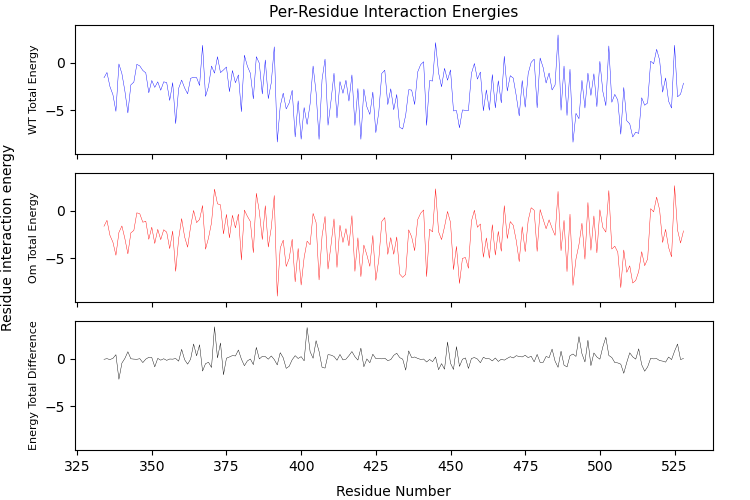 Per-Residue Interaction Energies
Residue interaction energy
WT Total Energy
0
−5
Om Total Energy
0
−5
Energy Total Difference
0
−5
325 350 375 400 425 450 475 500 525
Residue Number